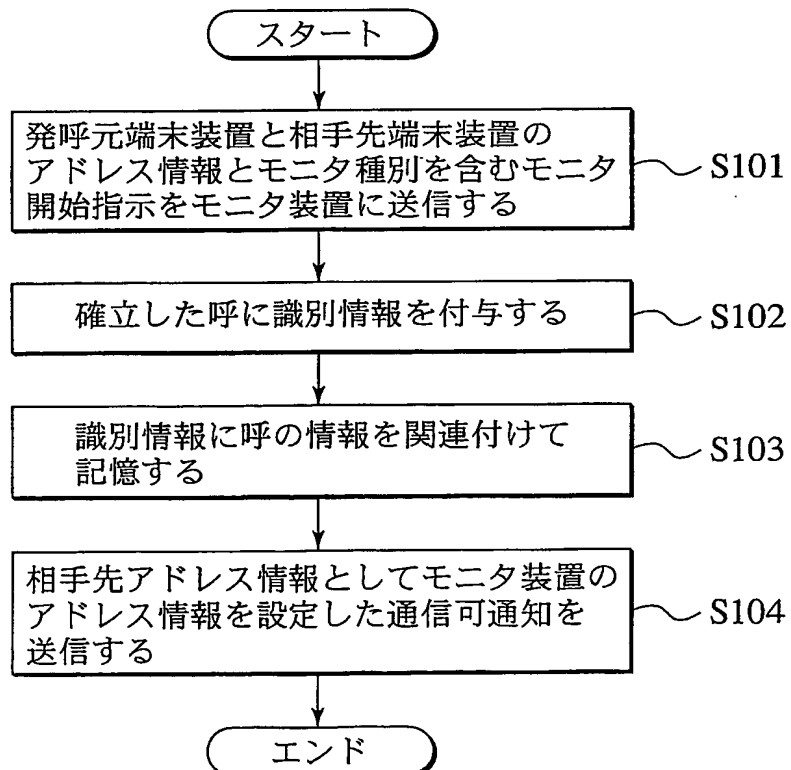 スタート
発呼元端末装置と相手先端末装置の
アドレス情報とモニタ種別を含むモニタ
開始指示をモニタ装置に送信する
S101
確立した呼に識別情報を付与する
S102
識別情報に呼の情報を関連付けて
記憶する
S103
相手先アドレス情報としてモニタ装置の
アドレス情報を設定した通信可通知を
送信する
S104
エンド